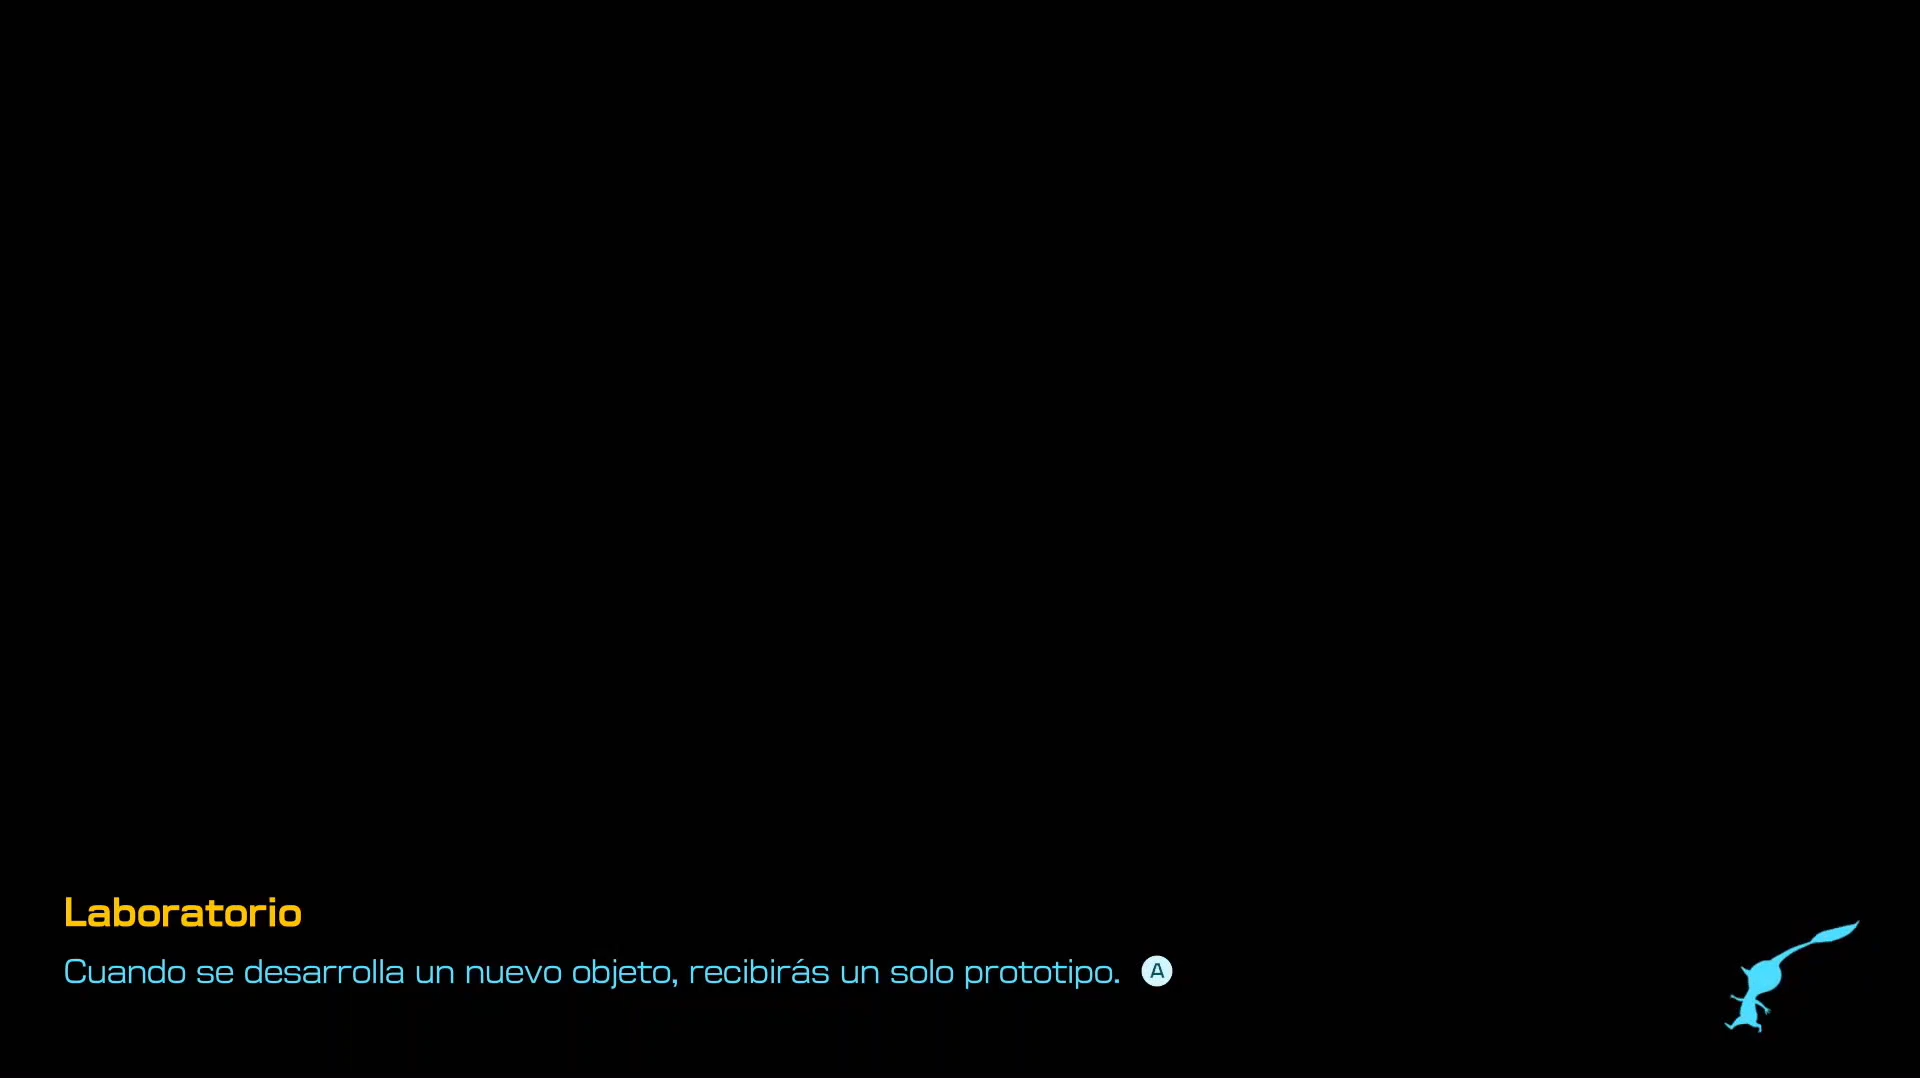 Laboratorio
Cuando se desarrolla un nuevo objeto, recibirás un solo prototipo. A